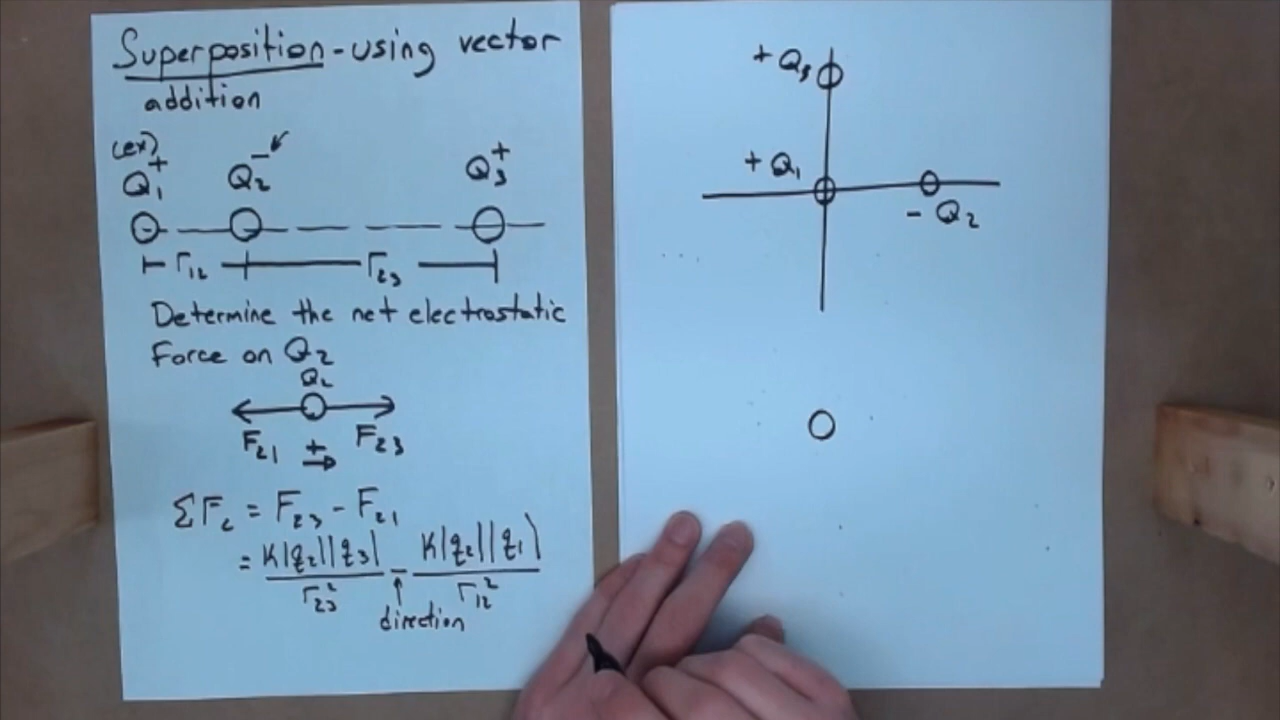 Superposition - using vector
addition
(ex)
Q₁⁺ Q₂⁻ Q₃⁺
r₁₂ r₂₃
Determine the net electrostatic
Force on Q₂
Q₂
F₂₁ + F₂₃
ΣF₂ = F₂₃ - F₂₁
= K|q₂||q₃| / r₂₃² - K|q₂||q₁| / r₁₂²
direction
+ Q₃
+ Q₁
- Q₂